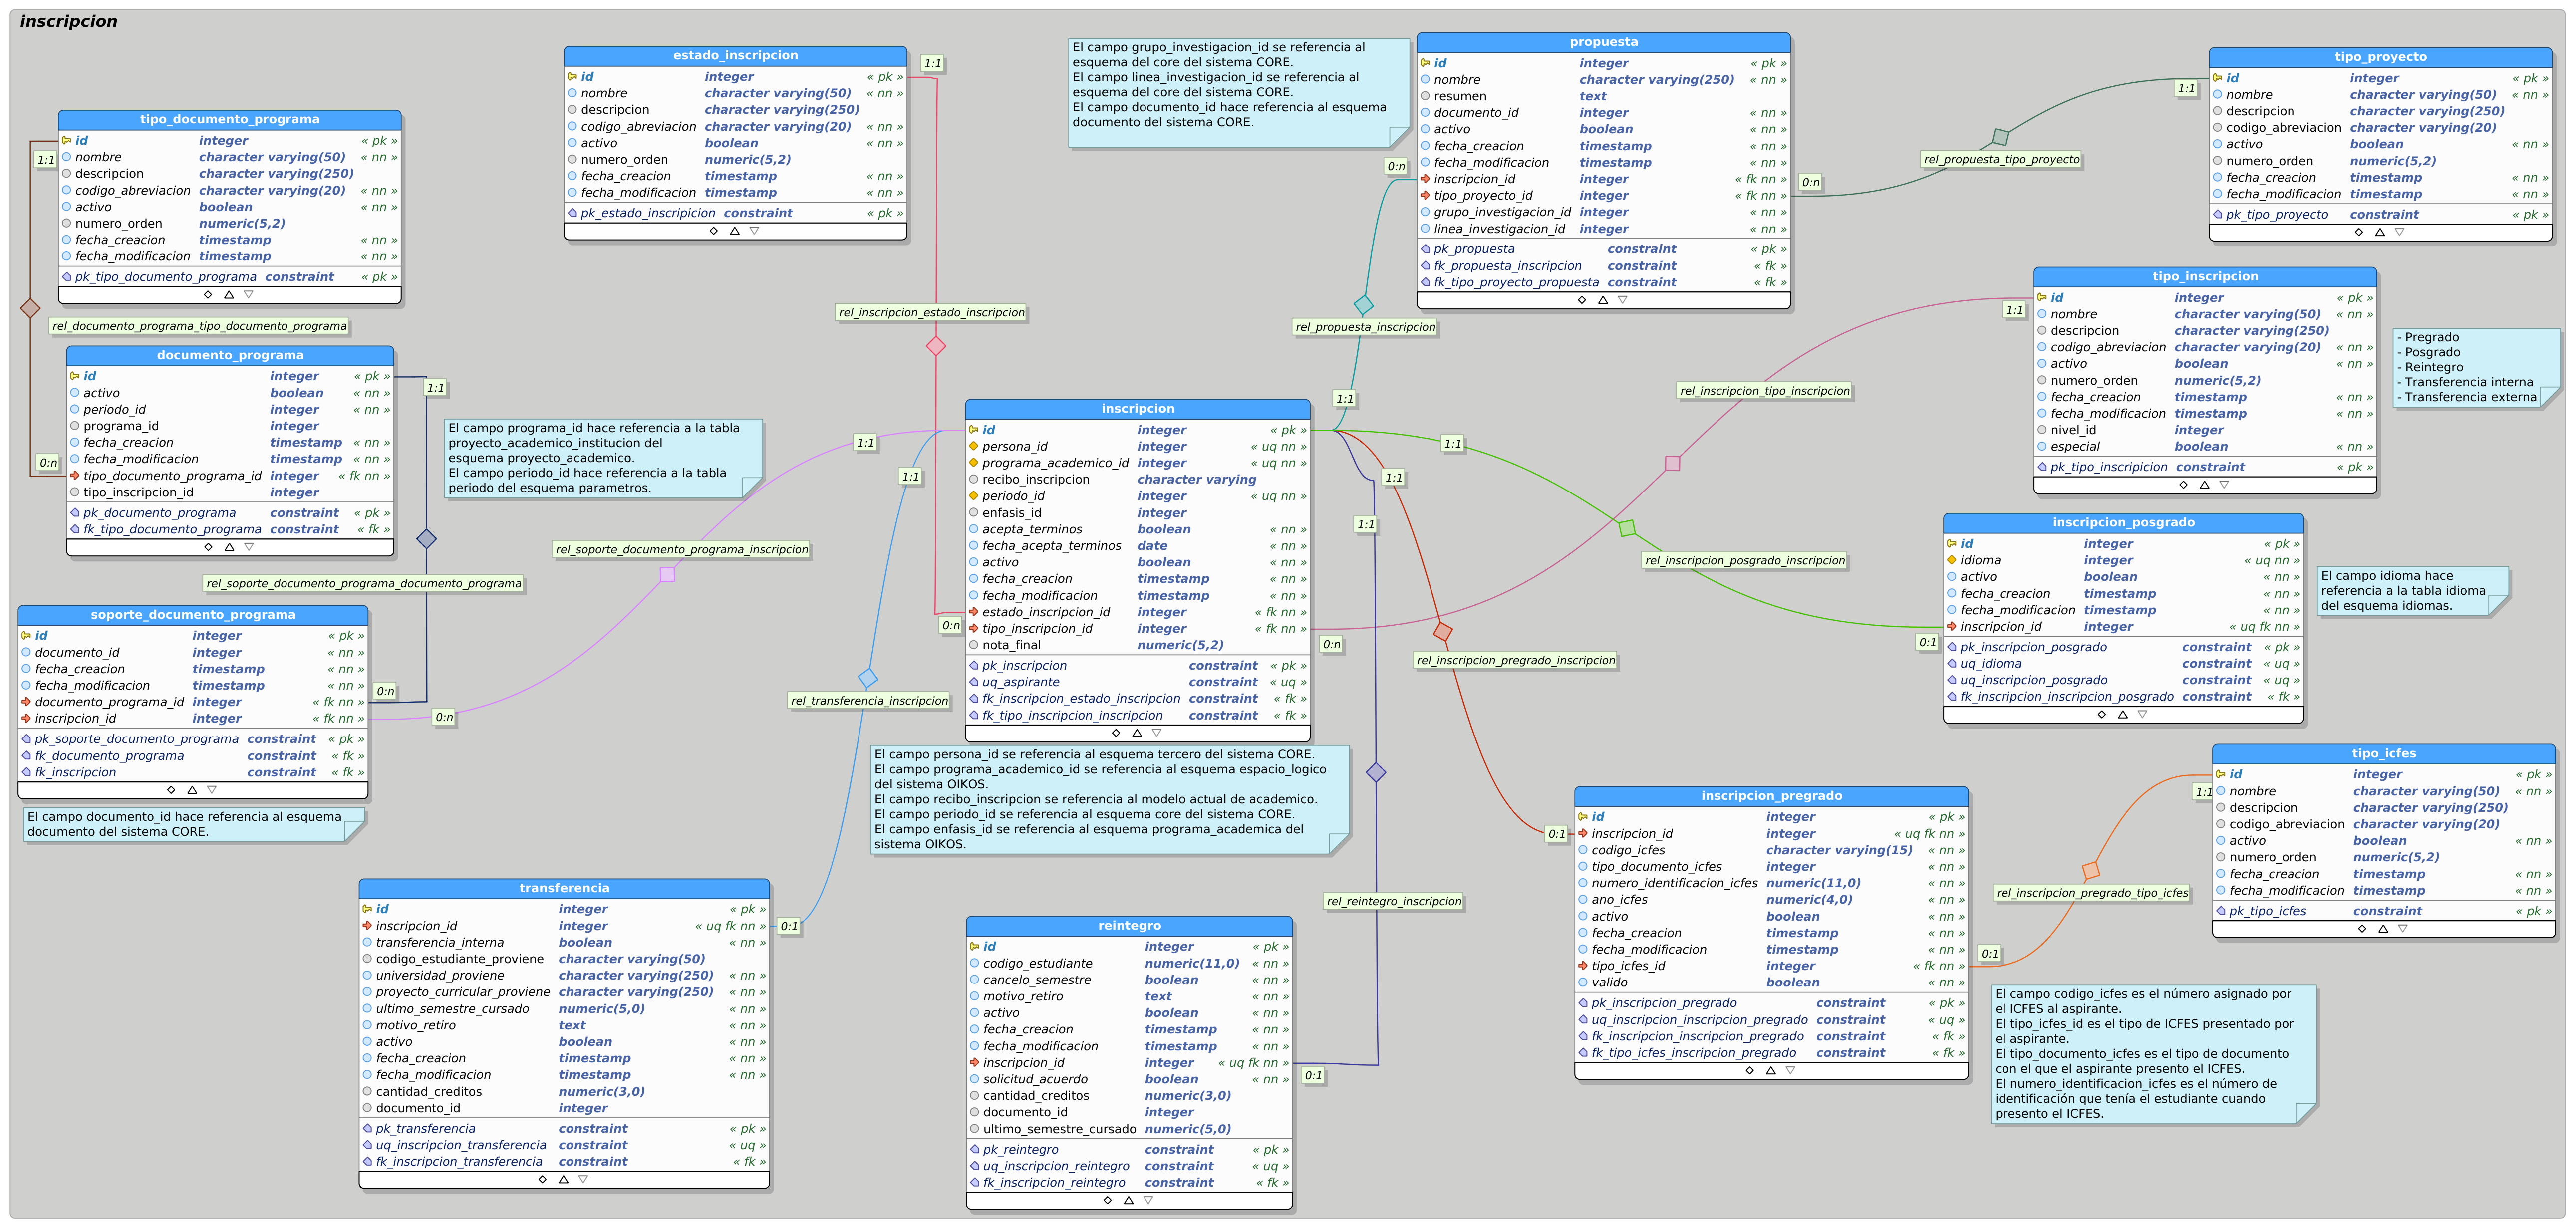 inscripcion
estado_inscripcion
id integer « pk »
nombre character varying(50) « nn »
descripcion character varying(250)
codigo_abreviacion character varying(20) « nn »
activo boolean « nn »
numero_orden numeric(5,2)
fecha_creacion timestamp « nn »
fecha_modificacion timestamp « nn »
pk_estado_inscripicion constraint « pk »
1:1
El campo grupo_investigacion_id se referencia al
esquema del core del sistema CORE.
El campo linea_investigacion_id se referencia al
esquema del core del sistema CORE.
El campo documento_id hace referencia al esquema
documento del sistema CORE.
propuesta
id integer « pk »
nombre character varying(250) « nn »
resumen text
documento_id integer « nn »
activo boolean « nn »
fecha_creacion timestamp « nn »
fecha_modificacion timestamp « nn »
inscripcion_id integer « fk nn »
tipo_proyecto_id integer « fk nn »
grupo_investigacion_id integer « nn »
linea_investigacion_id integer « nn »
pk_propuesta constraint « pk »
fk_propuesta_inscripcion constraint « fk »
fk_tipo_proyecto_propuesta constraint « fk »
0:n
0:n
rel_propuesta_tipo_proyecto
1:1
tipo_proyecto
id integer « pk »
nombre character varying(50) « nn »
descripcion character varying(250)
codigo_abreviacion character varying(20)
activo boolean « nn »
numero_orden numeric(5,2)
fecha_creacion timestamp « nn »
fecha_modificacion timestamp « nn »
pk_tipo_proyecto constraint « pk »
tipo_documento_programa
id integer « pk »
nombre character varying(50) « nn »
descripcion character varying(250)
codigo_abreviacion character varying(20) « nn »
activo boolean « nn »
numero_orden numeric(5,2)
fecha_creacion timestamp « nn »
fecha_modificacion timestamp « nn »
pk_tipo_documento_programa constraint « pk »
1:1
rel_documento_programa_tipo_documento_programa
rel_inscripcion_estado_inscripcion
rel_propuesta_inscripcion
1:1
tipo_inscripcion
id integer « pk »
nombre character varying(50) « nn »
descripcion character varying(250)
codigo_abreviacion character varying(20) « nn »
activo boolean « nn »
numero_orden numeric(5,2)
fecha_creacion timestamp « nn »
fecha_modificacion timestamp « nn »
nivel_id integer
especial boolean « nn »
pk_tipo_inscripicion constraint « pk »
1:1
rel_inscripcion_tipo_inscripcion
- Pregrado
- Posgrado
- Reintegro
- Transferencia interna
- Transferencia externa
documento_programa
id integer « pk »
activo boolean « nn »
periodo_id integer « nn »
programa_id integer
fecha_creacion timestamp « nn »
fecha_modificacion timestamp « nn »
tipo_documento_programa_id integer « fk nn »
tipo_inscripcion_id integer
pk_documento_programa constraint « pk »
fk_tipo_documento_programa constraint « fk »
0:n
1:1
El campo programa_id hace referencia a la tabla
proyecto_academico_institucion del
esquema proyecto_academico.
El campo periodo_id hace referencia a la tabla
periodo del esquema parametros.
rel_soporte_documento_programa_inscripcion
rel_soporte_documento_programa_documento_programa
1:1
1:1
inscripcion
id integer « pk »
persona_id integer « uq nn »
programa_academico_id integer « uq nn »
recibo_inscripcion character varying
periodo_id integer « uq nn »
enfasis_id integer
acepta_terminos boolean « nn »
fecha_acepta_terminos date « nn »
activo boolean « nn »
fecha_creacion timestamp « nn »
fecha_modificacion timestamp « nn »
estado_inscripcion_id integer « fk nn »
tipo_inscripcion_id integer « fk nn »
nota_final numeric(5,2)
pk_inscripcion constraint « pk »
uq_aspirante constraint « uq »
fk_inscripcion_estado_inscripcion constraint « fk »
fk_tipo_inscripcion_inscripcion constraint « fk »
0:n
0:n
1:1
1:1
1:1
rel_inscripcion_posgrado_inscripcion
rel_inscripcion_pregrado_inscripcion
inscripcion_posgrado
id integer « pk »
idioma integer « uq nn »
activo boolean « nn »
fecha_creacion timestamp « nn »
fecha_modificacion timestamp « nn »
inscripcion_id integer « uq fk nn »
pk_inscripcion_posgrado constraint « pk »
uq_idioma constraint « uq »
uq_inscripcion_posgrado constraint « uq »
fk_inscripcion_inscripcion_posgrado constraint « fk »
0:1
El campo idioma hace
referencia a la tabla idioma
del esquema idiomas.
soporte_documento_programa
id integer « pk »
documento_id integer « nn »
fecha_creacion timestamp « nn »
fecha_modificacion timestamp « nn »
documento_programa_id integer « fk nn »
inscripcion_id integer « fk nn »
pk_soporte_documento_programa constraint « pk »
fk_documento_programa constraint « fk »
fk_inscripcion constraint « fk »
0:n
0:n
El campo documento_id hace referencia al esquema
documento del sistema CORE.
rel_transferencia_inscripcion
El campo persona_id se referencia al esquema tercero del sistema CORE.
El campo programa_academico_id se referencia al esquema espacio_logico
del sistema OIKOS.
El campo recibo_inscripcion se referencia al modelo actual de academico.
El campo periodo_id se referencia al esquema core del sistema CORE.
El campo enfasis_id se referencia al esquema programa_academica del
sistema OIKOS.
transferencia
id integer « pk »
inscripcion_id integer « uq fk nn »
transferencia_interna boolean « nn »
codigo_estudiante_proviene character varying(50)
universidad_proviene character varying(250) « nn »
proyecto_curricular_proviene character varying(250) « nn »
ultimo_semestre_cursado numeric(5,0) « nn »
motivo_retiro text « nn »
activo boolean « nn »
fecha_creacion timestamp « nn »
fecha_modificacion timestamp « nn »
cantidad_creditos numeric(3,0)
documento_id integer
pk_transferencia constraint « pk »
uq_inscripcion_transferencia constraint « uq »
fk_inscripcion_transferencia constraint « fk »
0:1
reintegro
id integer « pk »
codigo_estudiante numeric(11,0) « nn »
cancelo_semestre boolean « nn »
motivo_retiro text « nn »
activo boolean « nn »
fecha_creacion timestamp « nn »
fecha_modificacion timestamp « nn »
inscripcion_id integer « uq fk nn »
solicitud_acuerdo boolean « nn »
cantidad_creditos numeric(3,0)
documento_id integer
ultimo_semestre_cursado numeric(5,0)
pk_reintegro constraint « pk »
uq_inscripcion_reintegro constraint « uq »
fk_inscripcion_reintegro constraint « fk »
rel_reintegro_inscripcion
0:1
inscripcion_pregrado
id integer « pk »
inscripcion_id integer « uq fk nn »
codigo_icfes character varying(15) « nn »
tipo_documento_icfes integer « nn »
numero_identificacion_icfes numeric(11,0) « nn »
ano_icfes numeric(4,0) « nn »
activo boolean « nn »
fecha_creacion timestamp « nn »
fecha_modificacion timestamp « nn »
tipo_icfes_id integer « fk nn »
valido boolean « nn »
pk_inscripcion_pregrado constraint « pk »
uq_inscripcion_inscripcion_pregrado constraint « uq »
fk_inscripcion_inscripcion_pregrado constraint « fk »
fk_tipo_icfes_inscripcion_pregrado constraint « fk »
0:1
0:1
rel_inscripcion_pregrado_tipo_icfes
1:1
tipo_icfes
id integer « pk »
nombre character varying(50) « nn »
descripcion character varying(250)
codigo_abreviacion character varying(20)
activo boolean « nn »
numero_orden numeric(5,2)
fecha_creacion timestamp « nn »
fecha_modificacion timestamp « nn »
pk_tipo_icfes constraint « pk »
El campo codigo_icfes es el número asignado por
el ICFES al aspirante.
El tipo_icfes_id es el tipo de ICFES presentado por
el aspirante.
El tipo_documento_icfes es el tipo de documento
con el que el aspirante presento el ICFES.
El numero_identificacion_icfes es el número de
identificación que tenía el estudiante cuando
presento el ICFES.